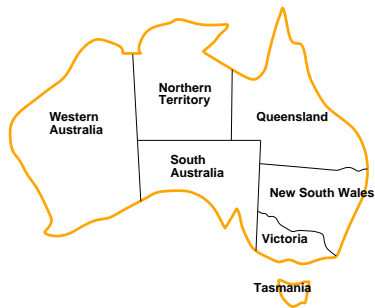 Northern
Territory
Western
Australia
Queensland
South
Australia
New South Wales
Victoria
Tasmania